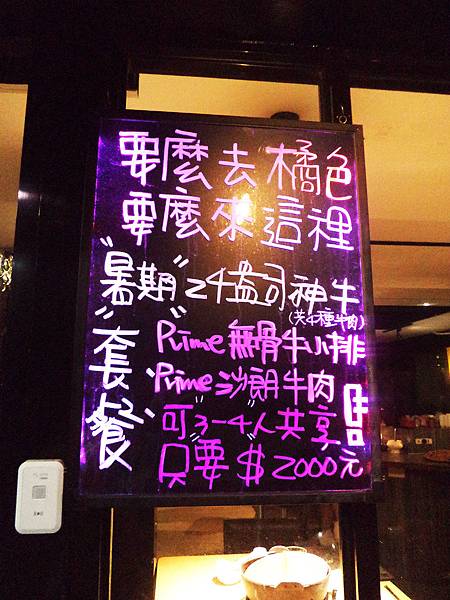 要麼去橘色
要麼來這裡
"暑期"24盎司神牛
(共4種牛肉)
套餐
Prime無骨牛小排
Prime沙朗牛肉
可"3-4"人共享
只要$2000元